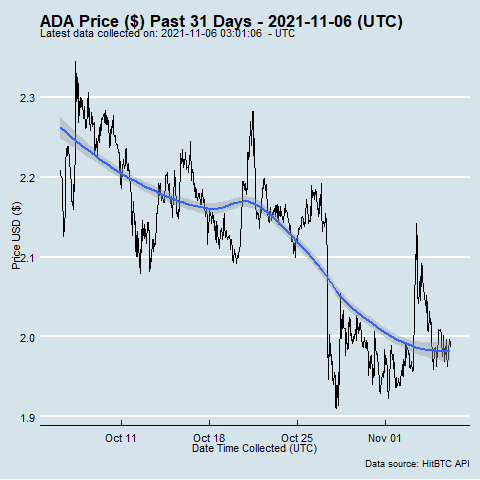 ADA Price ($) Past 31 Days - 2021-11-06 (UTC)
Latest data collected on: 2021-11-06 03:01:06 - UTC
Price USD ($)
2.3
2.2
2.1
2.0
1.9
Oct 11 Oct 18 Oct 25 Nov 01
Date Time Collected (UTC)
Data source: HitBTC API